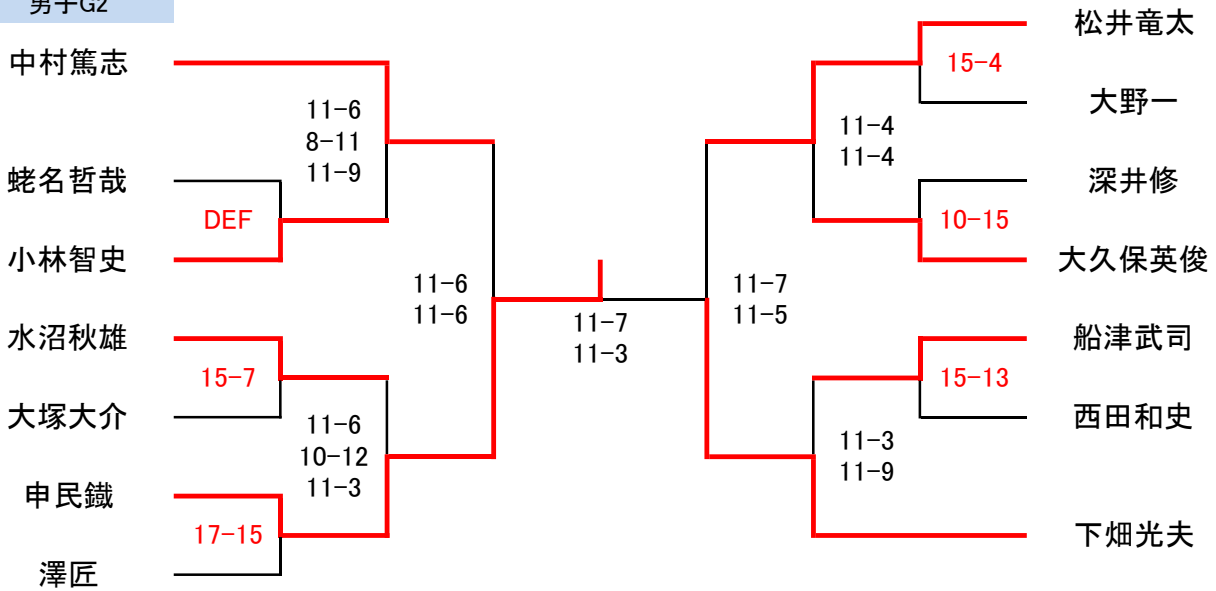 男子G2
中村篤志
11-6
8-11
11-9
蛯名哲哉
DEF
小林智史
11-6
11-6
水沼秋雄
15-7
大塚大介
11-6
10-12
11-3
申民鐵
17-15
澤匠
11-7
11-3
松井竜太
15-4
大野一
11-4
11-4
深井修
10-15
大久保英俊
11-7
11-5
船津武司
15-13
西田和史
11-3
11-9
下畑光夫